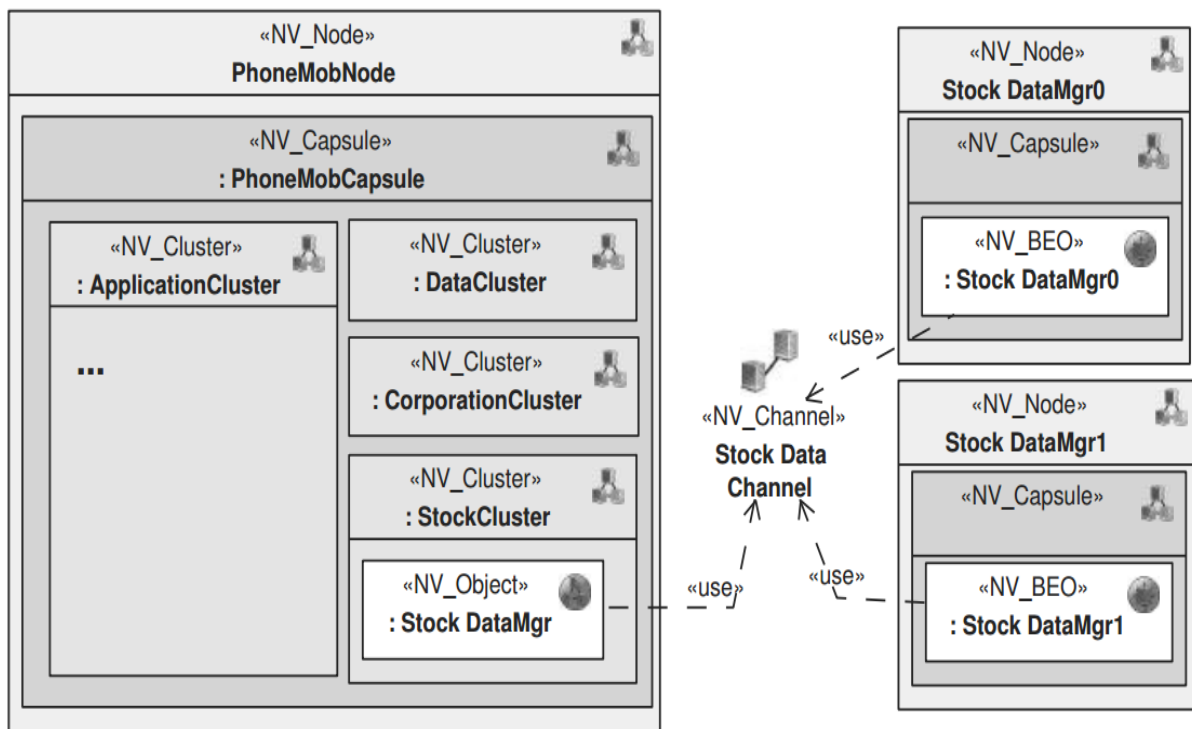 «NV_Node»
PhoneMobNode
«NV_Capsule»
: PhoneMobCapsule
«NV_Cluster»
: ApplicationCluster
...
«NV_Cluster»
: DataCluster
«NV_Cluster»
: CorporationCluster
«NV_Cluster»
: StockCluster
«NV_Object»
: Stock DataMgr
«use»
«use»
«use»
«NV_Channel»
Stock Data
Channel
«NV_Node»
Stock DataMgr0
«NV_Capsule»
«NV_BEO»
: Stock DataMgr0
«NV_Node»
Stock DataMgr1
«NV_Capsule»
«NV_BEO»
: Stock DataMgr1